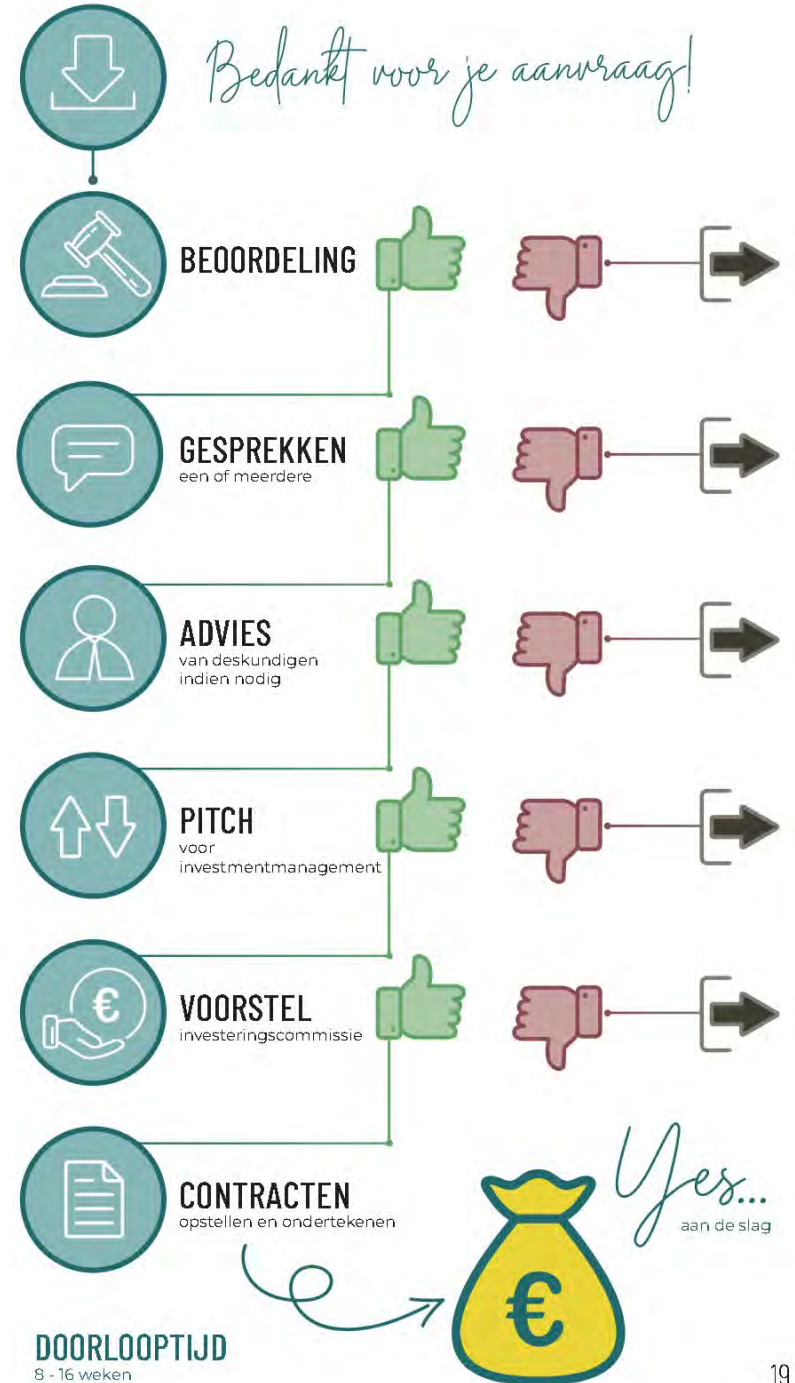 Bedankt voor je aanvraag!
BEOORDELING
GESPREKKEN
een of meerdere
ADVIES
van deskundigen
indien nodig
PITCH
voor
investmentmanagement
€
VOORSTEL
investeringscommissie
CONTRACTEN
opstellen en ondertekenen
Yes...
aan de slag
€
DOORLOOPTIJD
8 - 16 weken
19